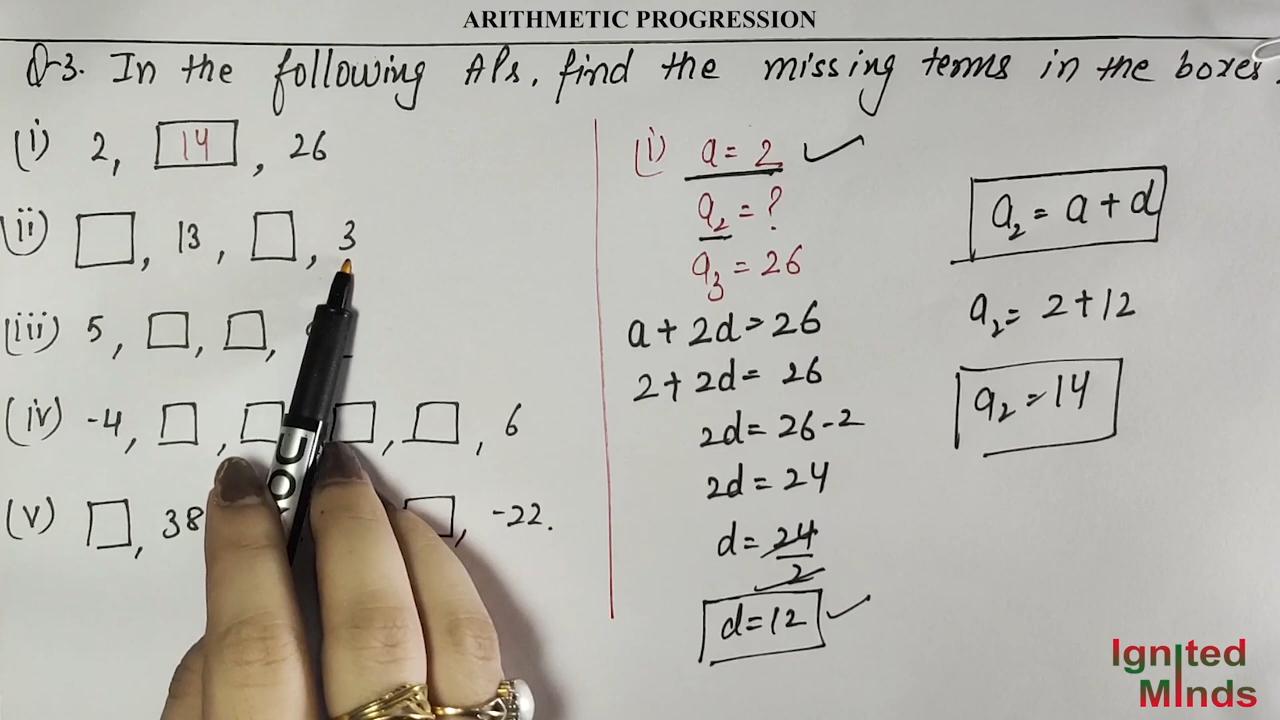 ARITHMETIC PROGRESSION
Q-3. In the following APs, find the missing terms in the boxes.
(i) 2, 14, 26
(ii) □, 13, □, 3
(iii) 5, □, □,
(iv) -4, □, □, □, □, 6
(v) □, 38 □, -22.
(i) a = 2
a₂ = ?
a₃ = 26
a + 2d = 26
2 + 2d = 26
2d = 26-2
2d = 24
d = 24/2
d = 12
a₂ = a + d
a₂ = 2 + 12
a₂ = 14
UO
Ignited
Minds